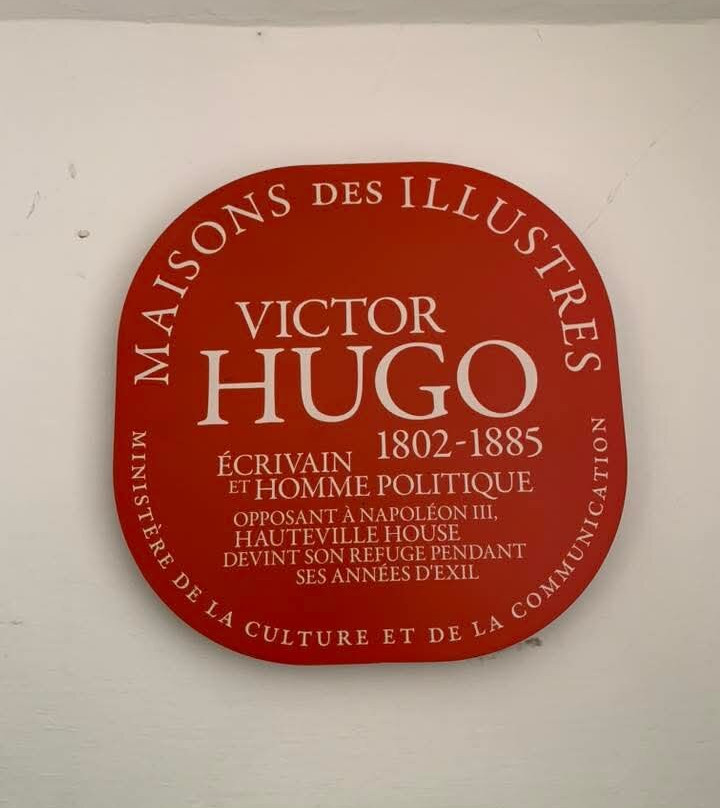 MAISONS DES ILLUSTRES
VICTOR
HUGO
1802-1885
ÉCRIVAIN
ET HOMME POLITIQUE
OPPOSANT À NAPOLÉON III,
HAUTEVILLE HOUSE
DEVINT SON REFUGE PENDANT
SES ANNÉES D'EXIL
MINISTÈRE DE LA CULTURE ET DE LA COMMUNICATION